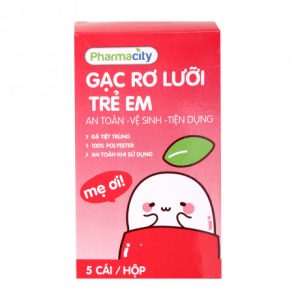 Pharmacity
GẠC RƠ LƯỠI
TRẺ EM
AN TOÀN -VỆ SINH -TIỆN DỤNG
ĐÃ TIỆT TRÙNG
100% POLYESTER
AN TOÀN KHI SỬ DỤNG
mẹ ơi!
5 CÁI / HỘP